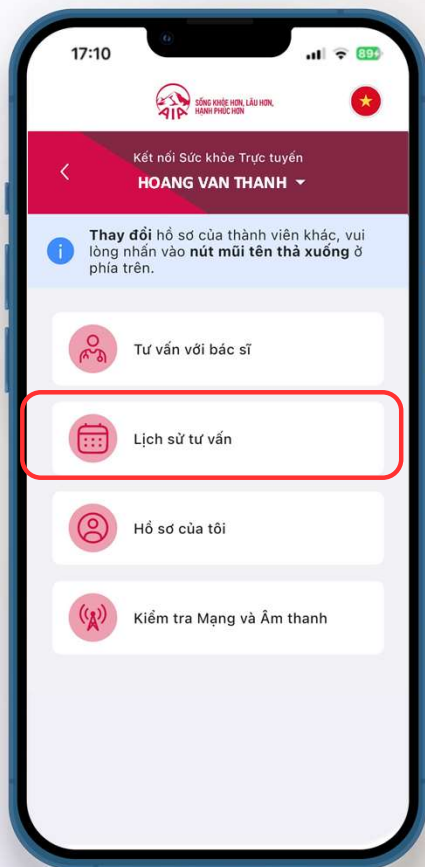 17:10
89
AIA
SỐNG KHỎE HƠN, LÂU HƠN,
HẠNH PHÚC HƠN
Kết nối Sức khỏe Trực tuyến
HOANG VAN THANH
Thay đổi hồ sơ của thành viên khác, vui
lòng nhấn vào nút mũi tên thả xuống ở
phía trên.
Tư vấn với bác sĩ
Lịch sử tư vấn
Hồ sơ của tôi
Kiểm tra Mạng và Âm thanh